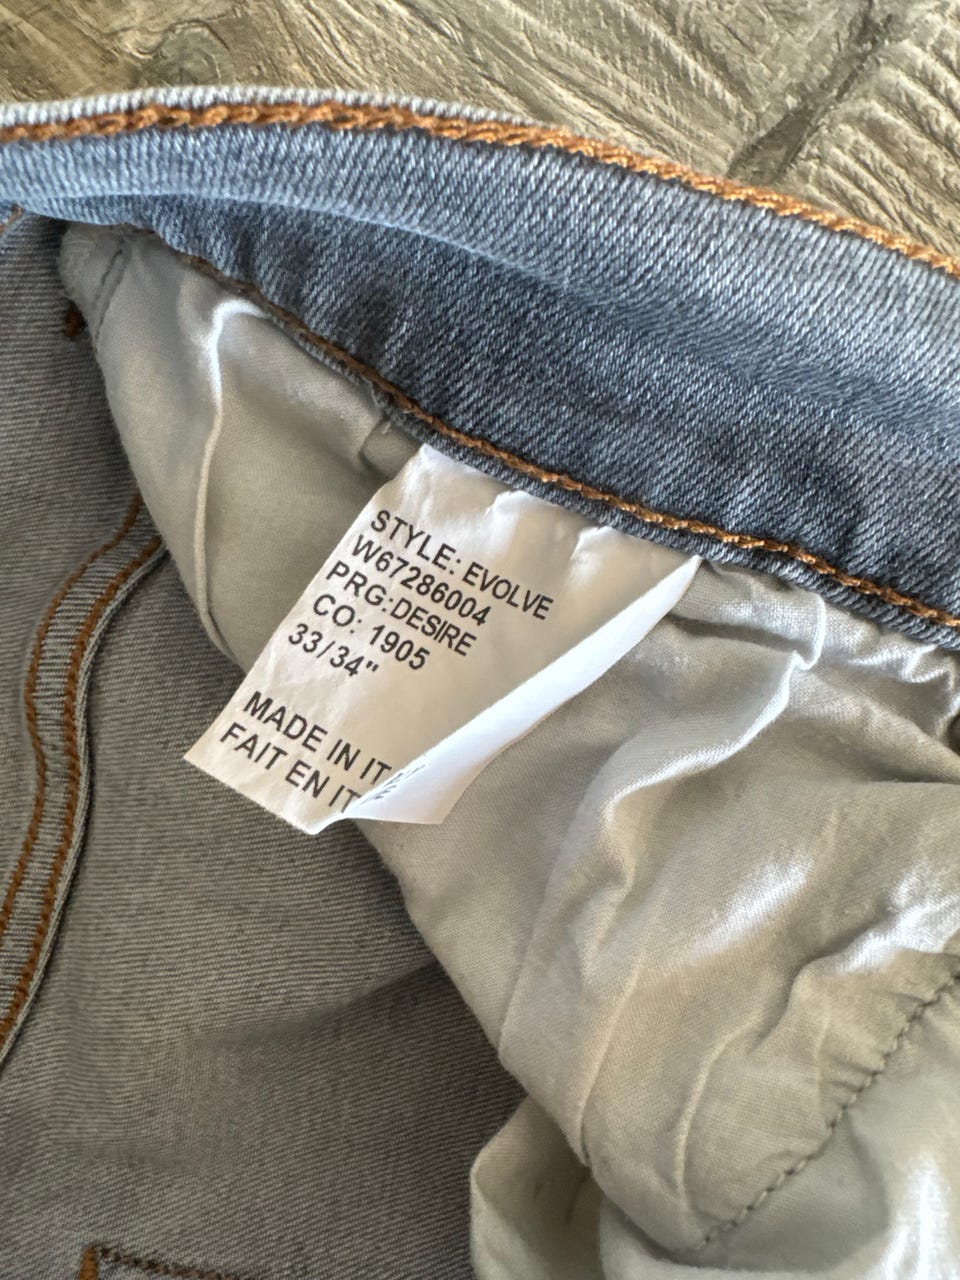 STYLE: EVOLVE
W67286004
PRG:DESIRE
CO: 1905
33/34"
MADE IN IT
FAIT EN IT